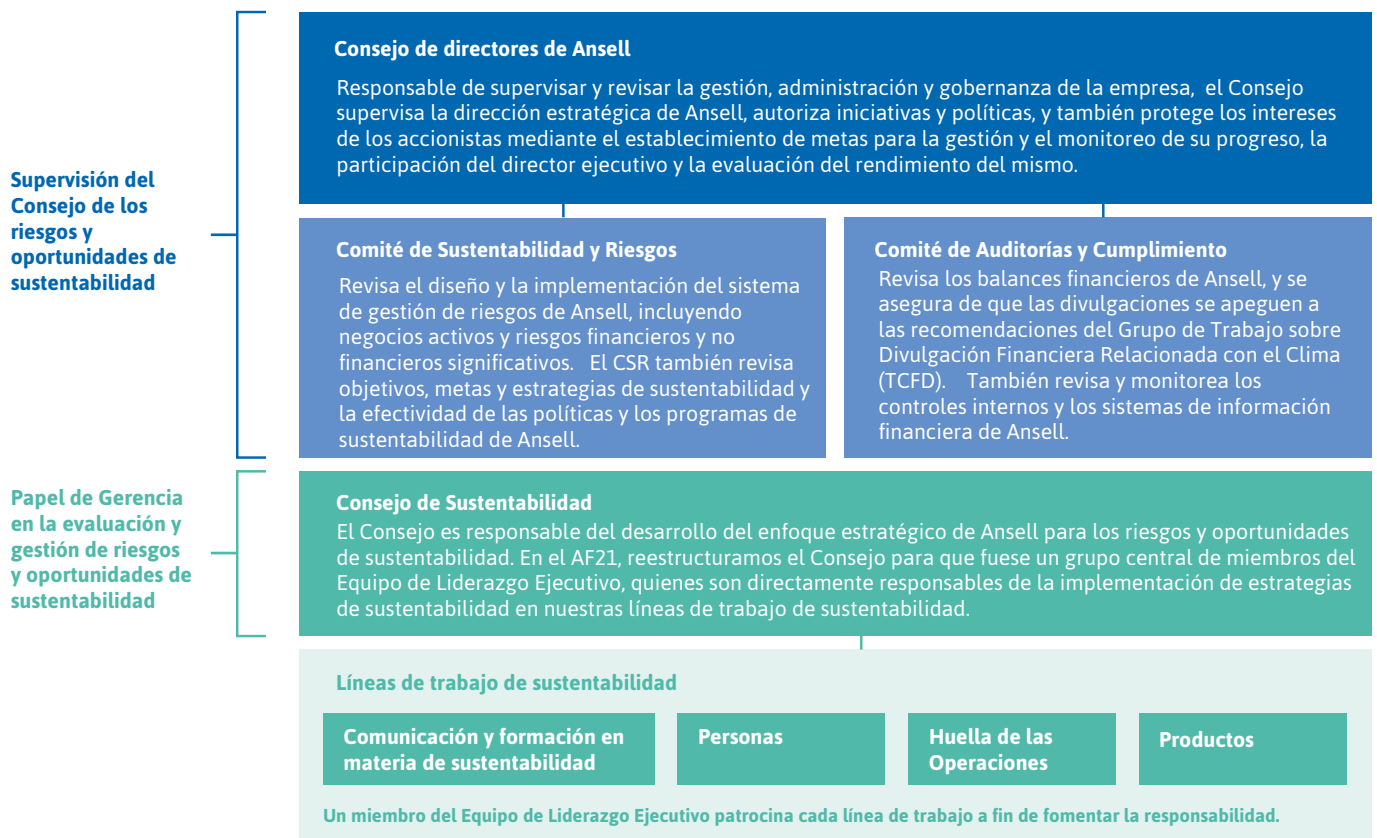 Consejo de directores de Ansell
Responsable de supervisar y revisar la gestión, administración y gobernanza de la empresa, el Consejo
supervisa la dirección estratégica de Ansell, autoriza iniciativas y políticas, y también protege los intereses
de los accionistas mediante el establecimiento de metas para la gestión y el monitoreo de su progreso, la
participación del director ejecutivo y la evaluación del rendimiento del mismo.
Supervisión del
Consejo de los
riesgos y
oportunidades de
sustentabilidad
Comité de Sustentabilidad y Riesgos
Revisa el diseño y la implementación del sistema
de gestión de riesgos de Ansell, incluyendo
negocios activos y riesgos financieros y no
financieros significativos. El CSR también revisa
objetivos, metas y estrategias de sustentabilidad y
la efectividad de las políticas y los programas de
sustentabilidad de Ansell.
Comité de Auditorías y Cumplimiento
Revisa los balances financieros de Ansell, y se
asegura de que las divulgaciones se apeguen a
las recomendaciones del Grupo de Trabajo sobre
Divulgación Financiera Relacionada con el Clima
(TCFD). También revisa y monitorea los
controles internos y los sistemas de información
financiera de Ansell.
Papel de Gerencia
en la evaluación y
gestión de riesgos
y oportunidades de
sustentabilidad
Consejo de Sustentabilidad
El Consejo es responsable del desarrollo del enfoque estratégico de Ansell para los riesgos y oportunidades
de sustentabilidad. En el AF21, reestructuramos el Consejo para que fuese un grupo central de miembros del
Equipo de Liderazgo Ejecutivo, quienes son directamente responsables de la implementación de estrategias
de sustentabilidad en nuestras líneas de trabajo de sustentabilidad.
Líneas de trabajo de sustentabilidad
Comunicación y formación en
materia de sustentabilidad
Personas
Huella de las
Operaciones
Productos
Un miembro del Equipo de Liderazgo Ejecutivo patrocina cada línea de trabajo a fin de fomentar la responsabilidad.